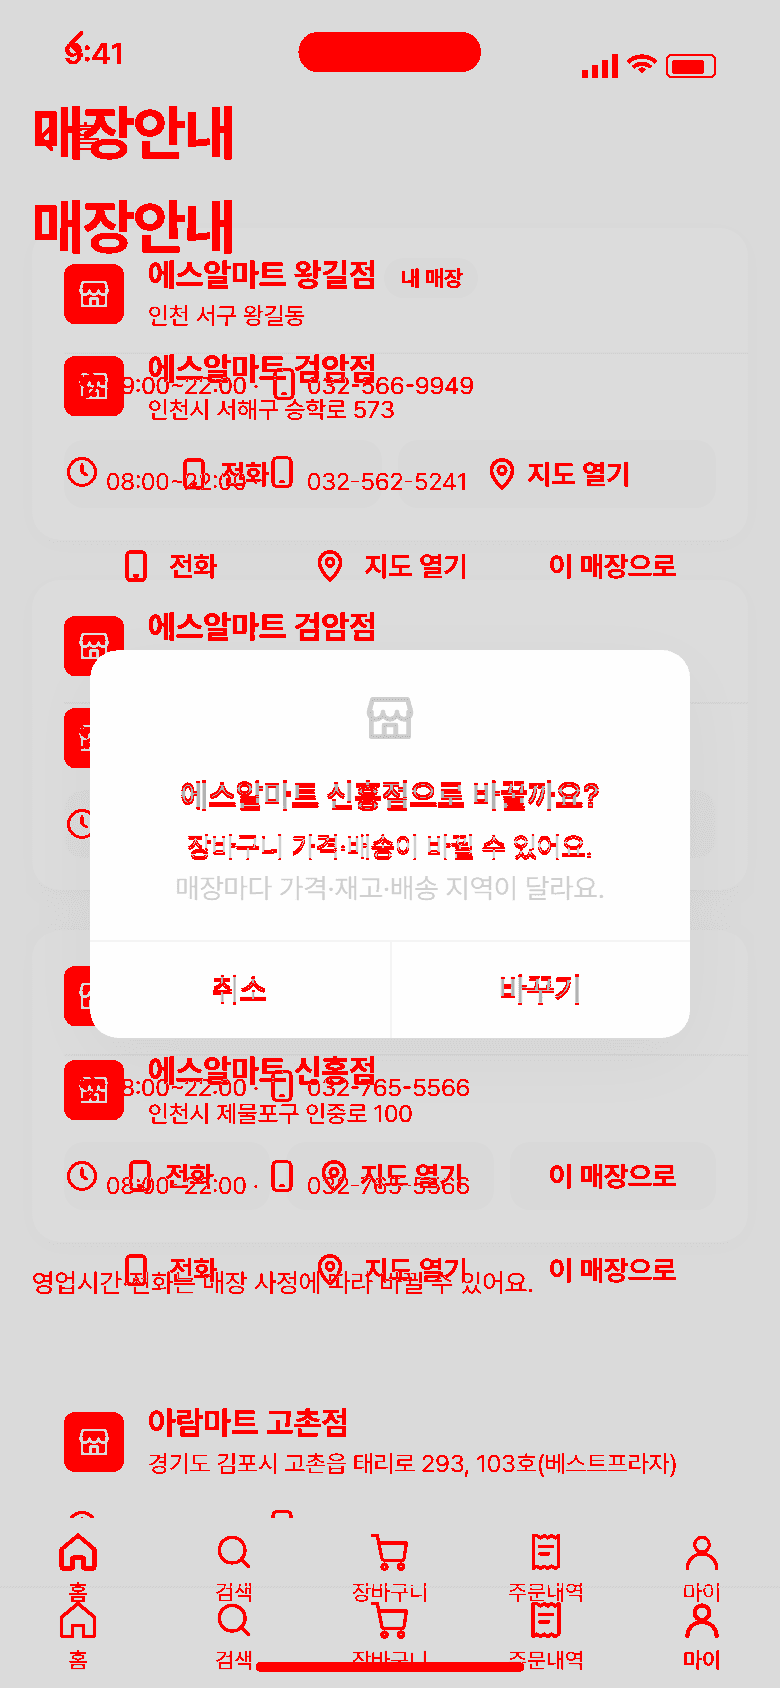 9:41
매장안내
매장안내
에스알마트 왕길점 내 매장
인천 서구 왕길동
에스알마트 검암점
9:00~22:00 · 032-566-9949
인천시 서해구 승학로 573
전화 지도 열기
08:00~22:00 · 032-562-5241
전화 지도 열기 이 매장으로
에스알마트 검암점
에스알마트 신흥점으로 바꿀까요?
장바구니 가격·배송이 바뀔 수 있어요.
매장마다 가격·재고·배송 지역이 달라요.
취소 바꾸기
에스알마트 신흥점
8:00~22:00 · 032-765-5566
인천시 제물포구 인중로 100
전화 지도 열기 이 매장으로
08:00~22:00 · 032-765-5566
전화 지도 열기 이 매장으로
영업시간·전화는 매장 사정에 따라 바뀔 수 있어요.
아람마트 고촌점
경기도 김포시 고촌읍 태리로 293, 103호(베스트프라자)
홈 검색 장바구니 주문내역 마이
홈 검색 장바구니 주문내역 마이